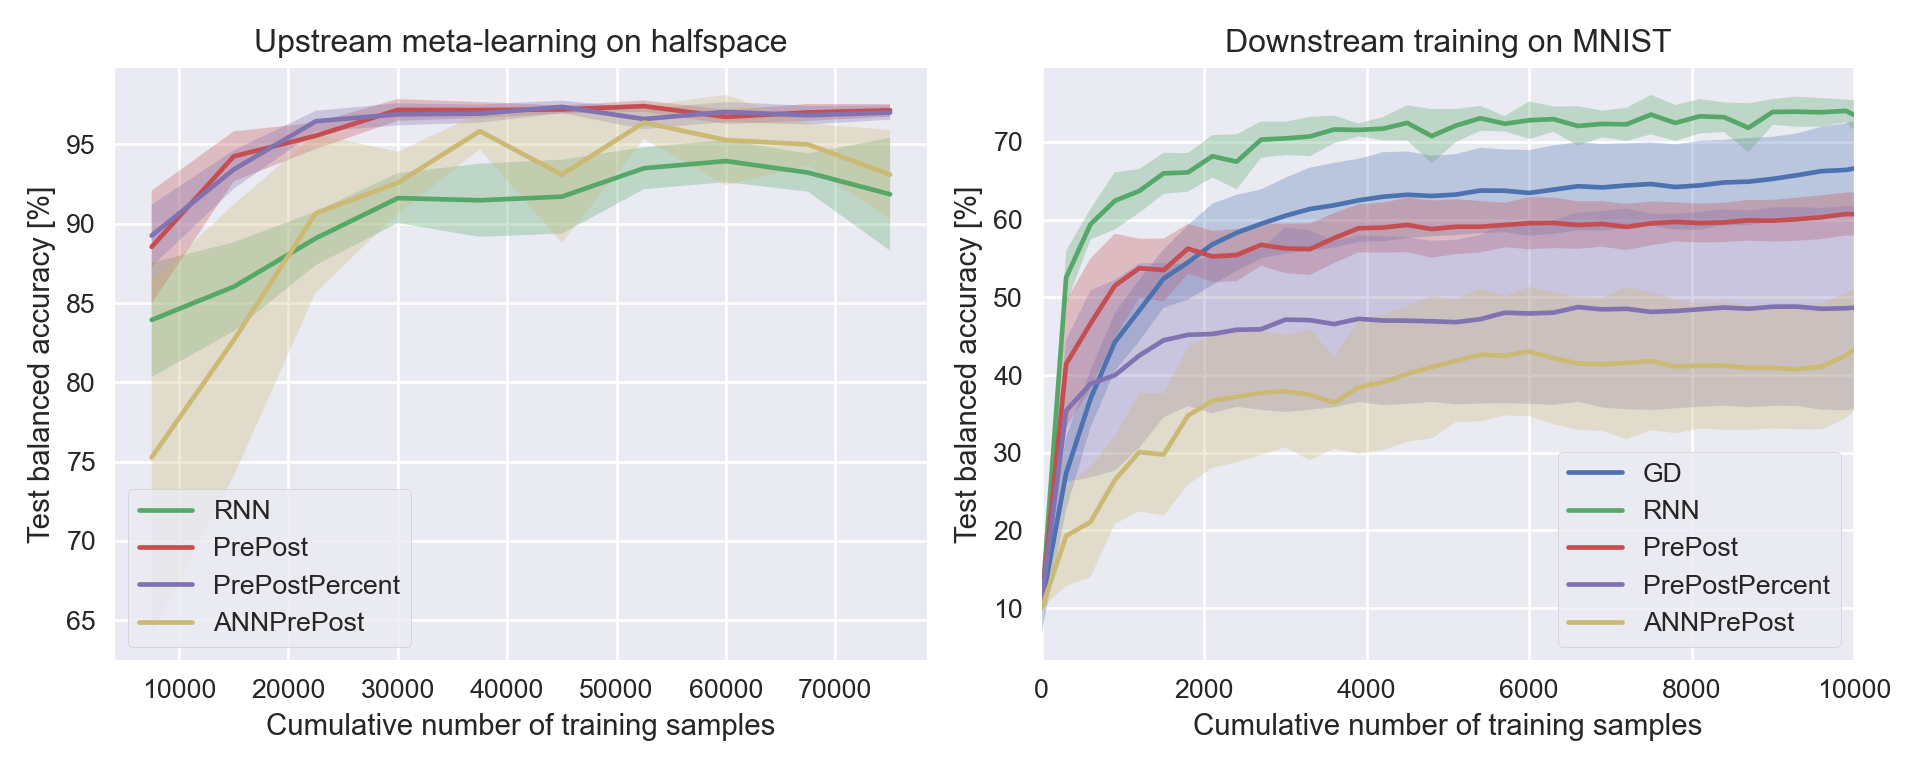 Upstream meta-learning on halfspace
Test balanced accuracy [%]
95
90
85
80
75
70
65
RNN
PrePost
PrePostPercent
ANNPrePost
10000 20000 30000 40000 50000 60000 70000
Cumulative number of training samples
Downstream training on MNIST
Test balanced accuracy [%]
70
60
50
40
30
20
10
GD
RNN
PrePost
PrePostPercent
ANNPrePost
0 2000 4000 6000 8000 10000
Cumulative number of training samples